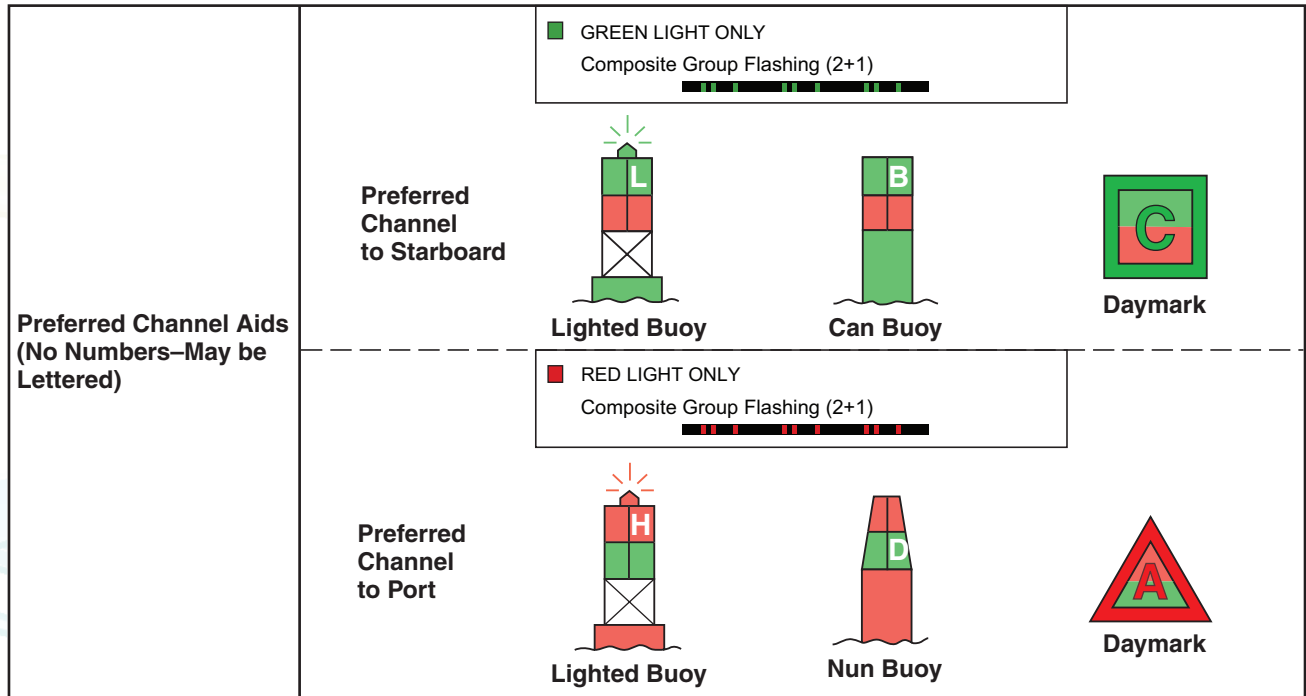 Preferred Channel Aids
(No Numbers–May be
Lettered)
GREEN LIGHT ONLY
Composite Group Flashing (2+1)
Preferred
Channel
to Starboard
L
B
C
Lighted Buoy
Can Buoy
Daymark
RED LIGHT ONLY
Composite Group Flashing (2+1)
Preferred
Channel
to Port
H
D
A
Lighted Buoy
Nun Buoy
Daymark